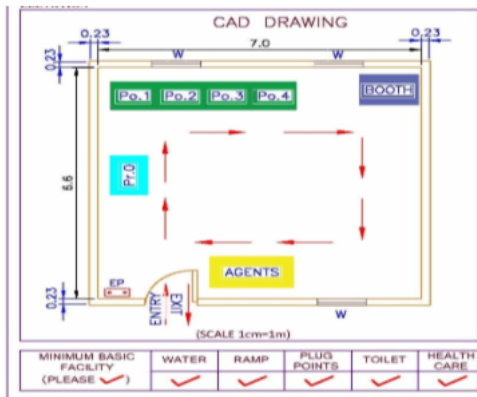 CAD DRAWING
0.23
7.0
0.23
0.23
W
W
Po.1 Po.2 Po.3 Po.4
BOOTH
6.6
Pr.O
AGENTS
EP
0.23
ENTRY
EXIT
W
(SCALE 1cm=1m)
MINIMUM BASIC FACILITY (PLEASE ✓)
WATER
RAMP
PLUG POINTS
TOILET
HEALTH CARE
✓ ✓ ✓ ✓ ✓